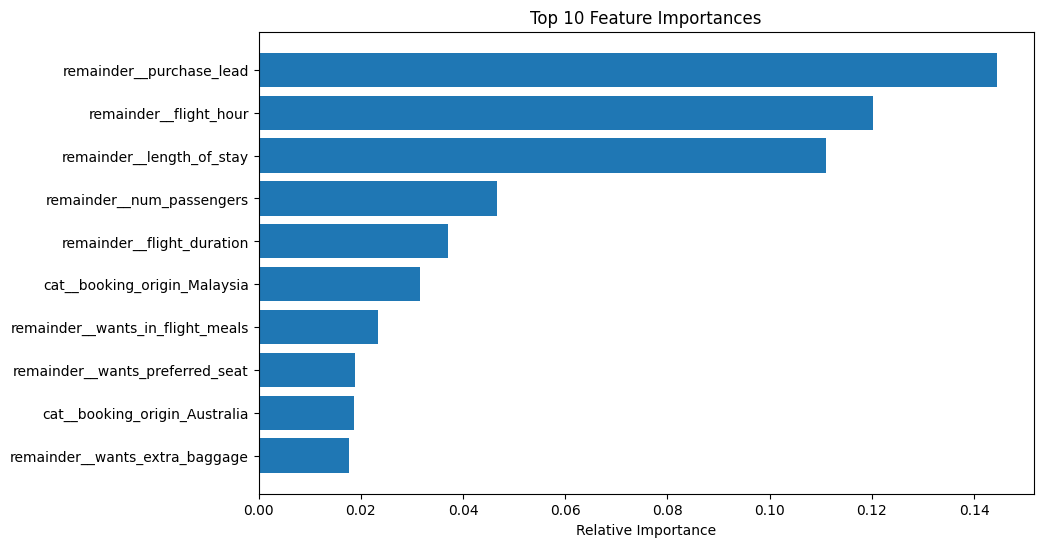 Top 10 Feature Importances
remainder__purchase_lead
remainder__flight_hour
remainder__length_of_stay
remainder__num_passengers
remainder__flight_duration
cat__booking_origin_Malaysia
remainder__wants_in_flight_meals
remainder__wants_preferred_seat
cat__booking_origin_Australia
remainder__wants_extra_baggage
0.00 0.02 0.04 0.06 0.08 0.10 0.12 0.14
Relative Importance